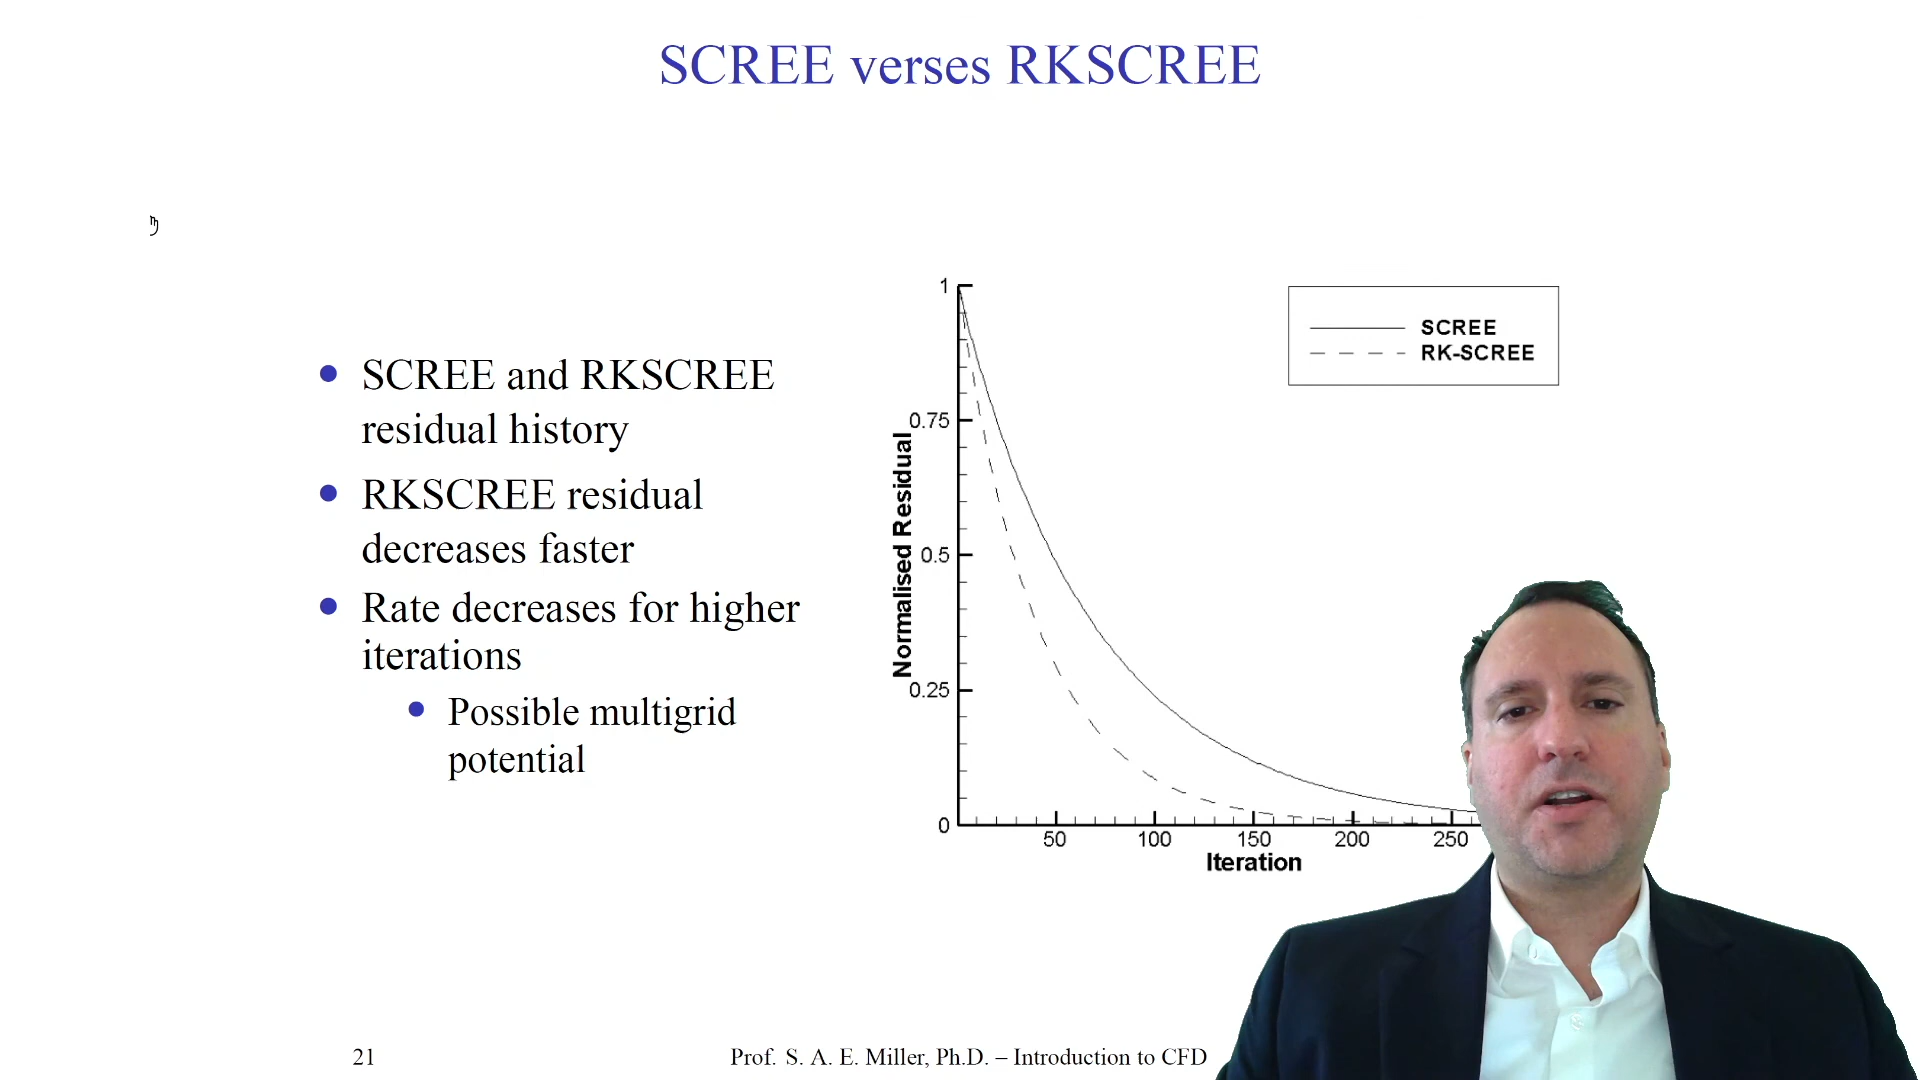 SCREE verses RKSCREE
SCREE and RKSCREE
residual history
RKSCREE residual
decreases faster
Rate decreases for higher
iterations
Possible multigrid
potential
1
0.75
0.5
0.25
0
Normalised Residual
50 100 150 200 250
Iteration
SCREE
RK-SCREE
21 Prof. S. A. E. Miller, Ph.D. – Introduction to CFD